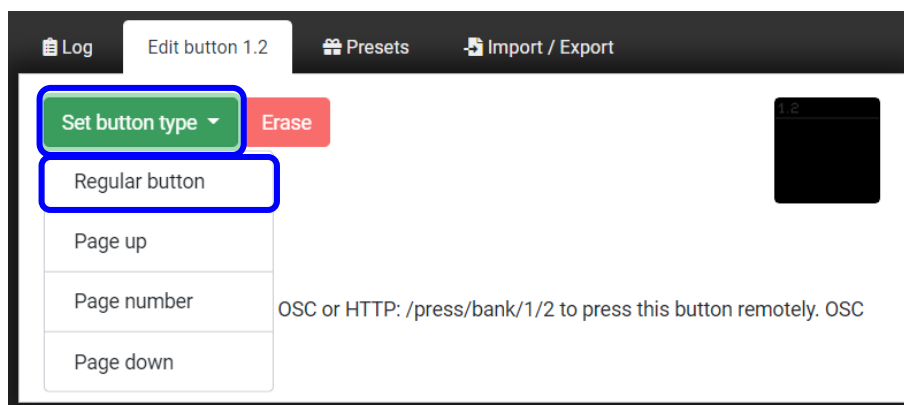 Log Edit button 1.2 Presets Import / Export
Set button type Erase
1.2
Regular button
Page up
Page number
OSC or HTTP: /press/bank/1/2 to press this button remotely. OSC
Page down